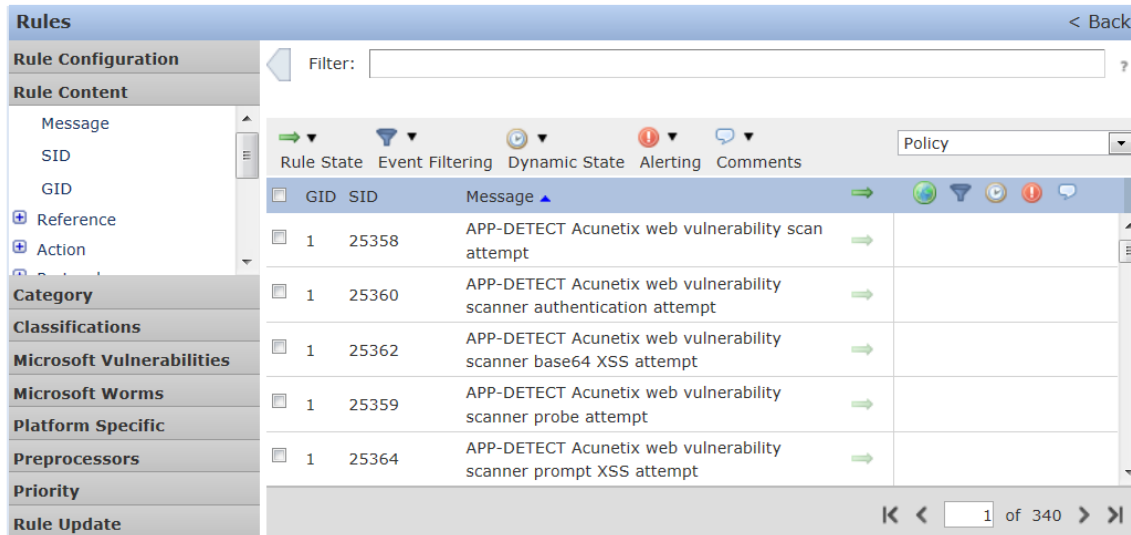 Rules < Back
Rule Configuration
Rule Content
Message
SID
GID
Reference
Action
Category
Classifications
Microsoft Vulnerabilities
Microsoft Worms
Platform Specific
Preprocessors
Priority
Rule Update
Filter: ?
Rule State Event Filtering Dynamic State Alerting Comments
Policy
GID SID Message
1 25358 APP-DETECT Acunetix web vulnerability scan
attempt
1 25360 APP-DETECT Acunetix web vulnerability
scanner authentication attempt
1 25362 APP-DETECT Acunetix web vulnerability
scanner base64 XSS attempt
1 25359 APP-DETECT Acunetix web vulnerability
scanner probe attempt
1 25364 APP-DETECT Acunetix web vulnerability
scanner prompt XSS attempt
1 of 340